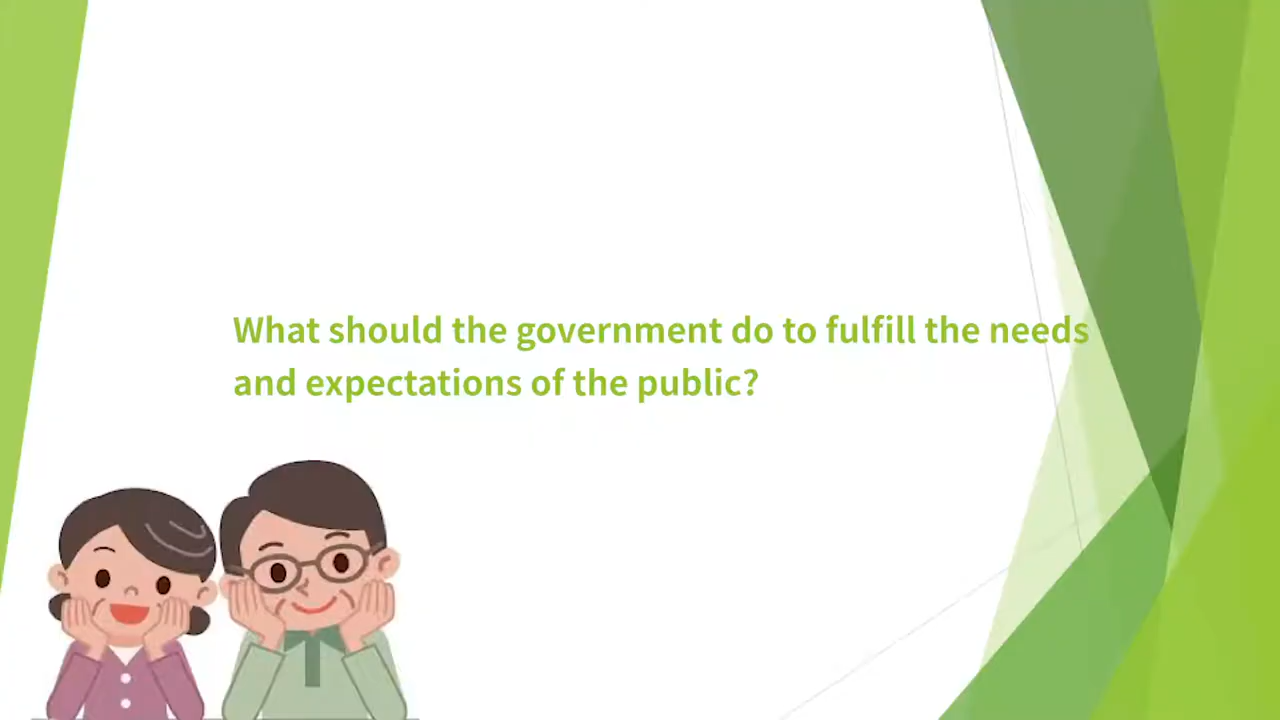 What should the government do to fulfill the needs
and expectations of the public?